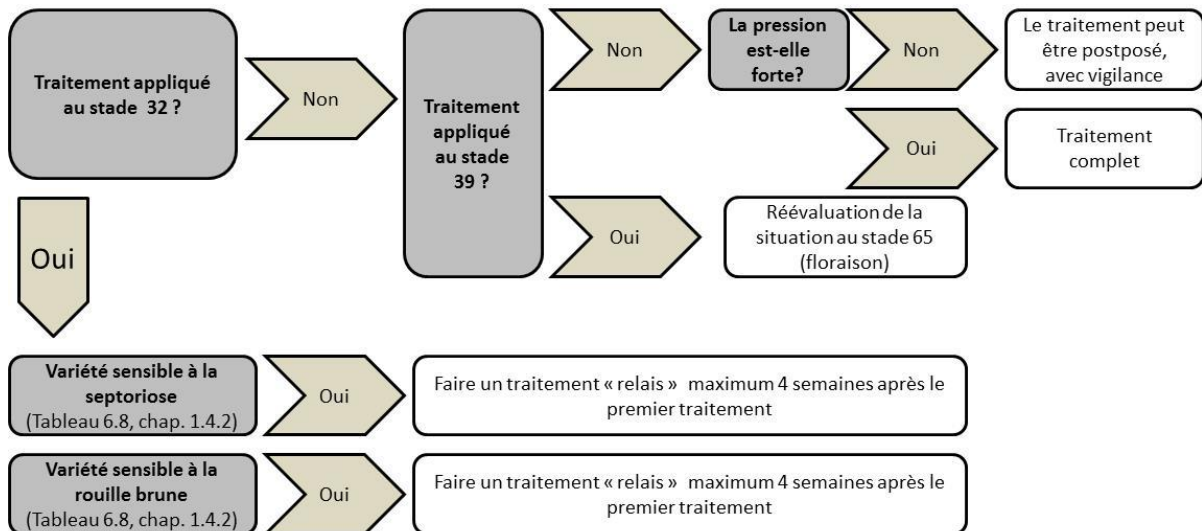 Traitement appliqué
au stade 32 ?
Non
Traitement
appliqué
au stade
39 ?
Non
La pression
est-elle
forte?
Non
Le traitement peut
être postposé,
avec vigilance
Oui
Traitement
complet
Oui
Réévaluation de la
situation au stade 65
(floraison)
Oui
Variété sensible à la
septoriose
(Tableau 6.8, chap. 1.4.2)
Oui
Faire un traitement « relais » maximum 4 semaines après le
premier traitement
Variété sensible à la
rouille brune
(Tableau 6.8, chap. 1.4.2)
Oui
Faire un traitement « relais » maximum 4 semaines après le
premier traitement